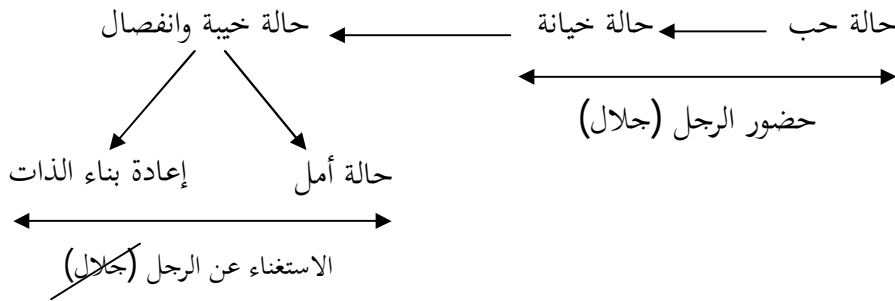 حالة حب حالة خيانة حالة خيبة وانفصال
حضور الرجل (جلال)
حالة أمل إعادة بناء الذات
الاستغناء عن الرجل (جلال)